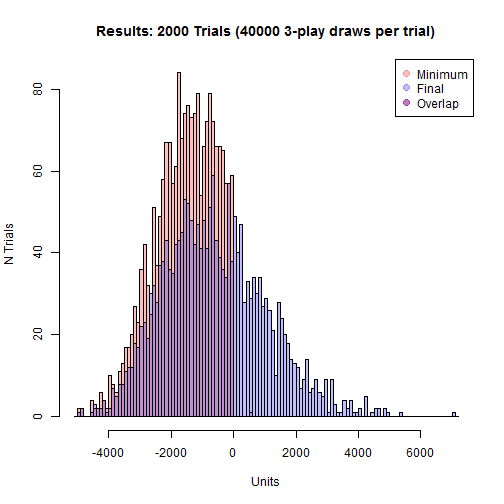 Results: 2000 Trials (40000 3-play draws per trial)
Minimum
Final
Overlap
80
60
40
20
0
N Trials
-4000 -2000 0 2000 4000 6000
Units